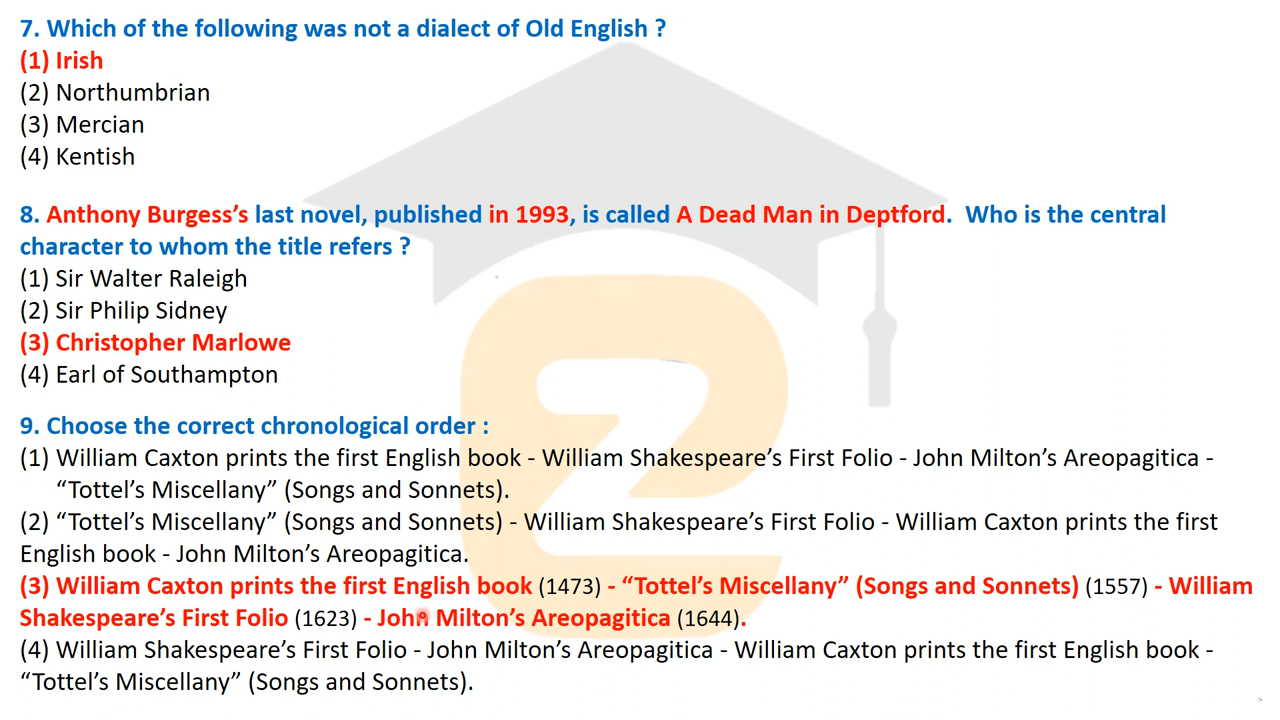 7. Which of the following was not a dialect of Old English ?
(1) Irish
(2) Northumbrian
(3) Mercian
(4) Kentish
8. Anthony Burgess’s last novel, published in 1993, is called A Dead Man in Deptford.  Who is the central
character to whom the title refers ?
(1) Sir Walter Raleigh
(2) Sir Philip Sidney
(3) Christopher Marlowe
(4) Earl of Southampton
9. Choose the correct chronological order :
(1) William Caxton prints the first English book - William Shakespeare’s First Folio - John Milton’s Areopagitica -
“Tottel’s Miscellany” (Songs and Sonnets).
(2) “Tottel’s Miscellany” (Songs and Sonnets) - William Shakespeare’s First Folio - William Caxton prints the first
English book - John Milton’s Areopagitica.
(3) William Caxton prints the first English book (1473) - “Tottel’s Miscellany” (Songs and Sonnets) (1557) - William
Shakespeare’s First Folio (1623) - John Milton’s Areopagitica (1644).
(4) William Shakespeare’s First Folio - John Milton’s Areopagitica - William Caxton prints the first English book -
“Tottel’s Miscellany” (Songs and Sonnets).